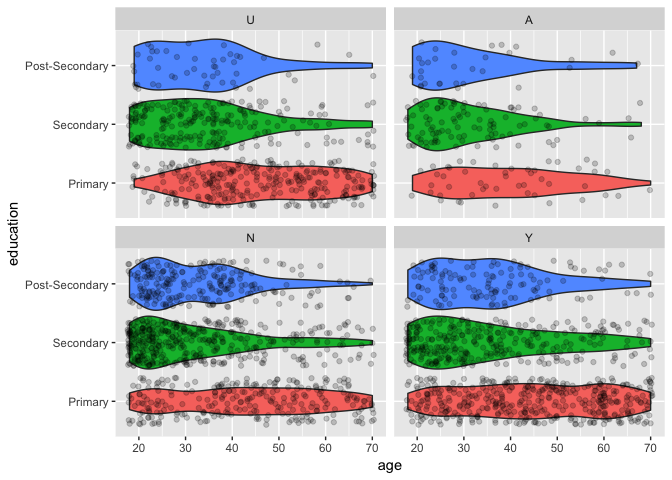 U A
Post-Secondary
Secondary
Primary
N Y
Post-Secondary
Secondary
Primary
20 30 40 50 60 70 20 30 40 50 60 70
age
education